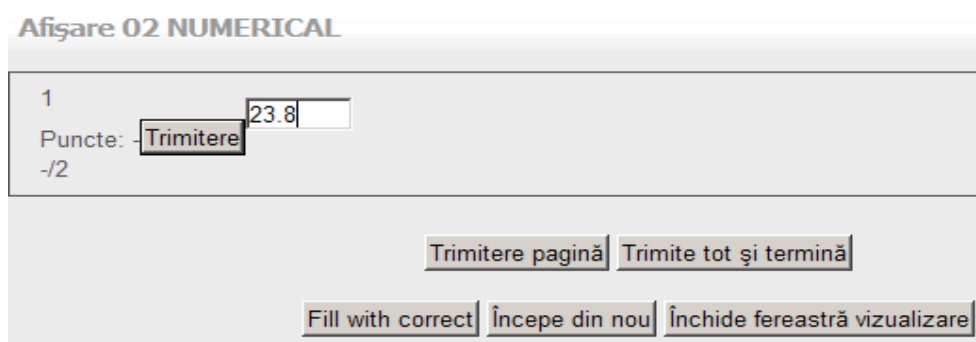 Afişare 02 NUMERICAL
1
23.8
Puncte: -
Trimitere
-/2
Trimitere pagină Trimite tot şi termină
Fill with correct Începe din nou Închide fereastră vizualizare